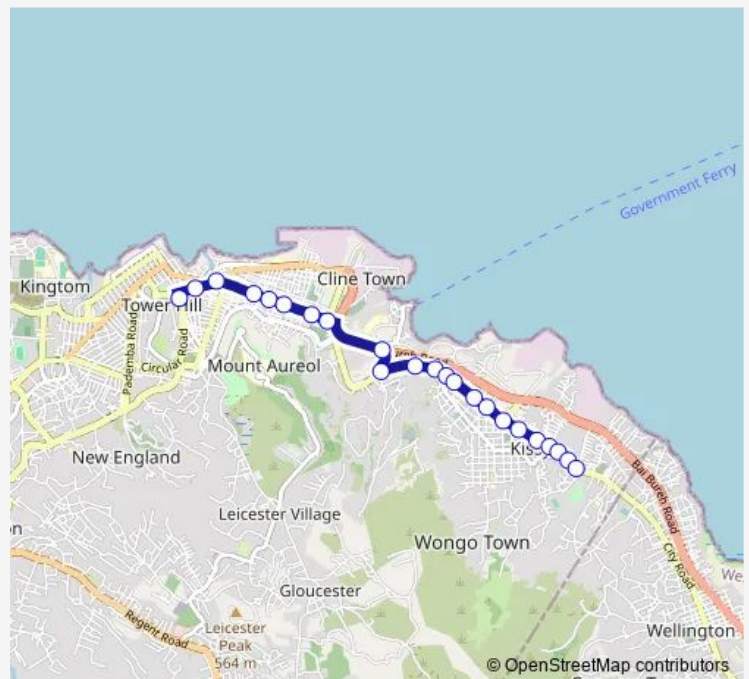 Government Ferry
Kingtom
Cline Town
Tower Hill
Pademba Road
Circular Road
Mount Aureol
Road
New England
Kissy
Bai Bureh Road
Leicester Village
Wongo Town
City Road
Gloucester
Regent Road
Leicester
Peak
564 m
Wellington
© OpenStreetMap contributors